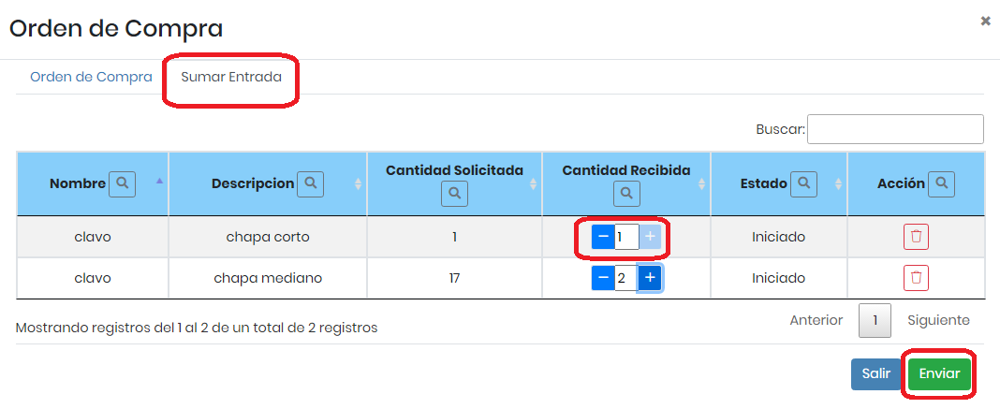 Orden de Compra
×
Orden de Compra Sumar Entrada
Buscar:
Nombre Descripcion Cantidad Solicitada Cantidad Recibida Estado Acción
clavo chapa corto 1 − 1 + Iniciado
clavo chapa mediano 17 − 2 + Iniciado
Mostrando registros del 1 al 2 de un total de 2 registros
Anterior 1 Siguiente
Salir Enviar